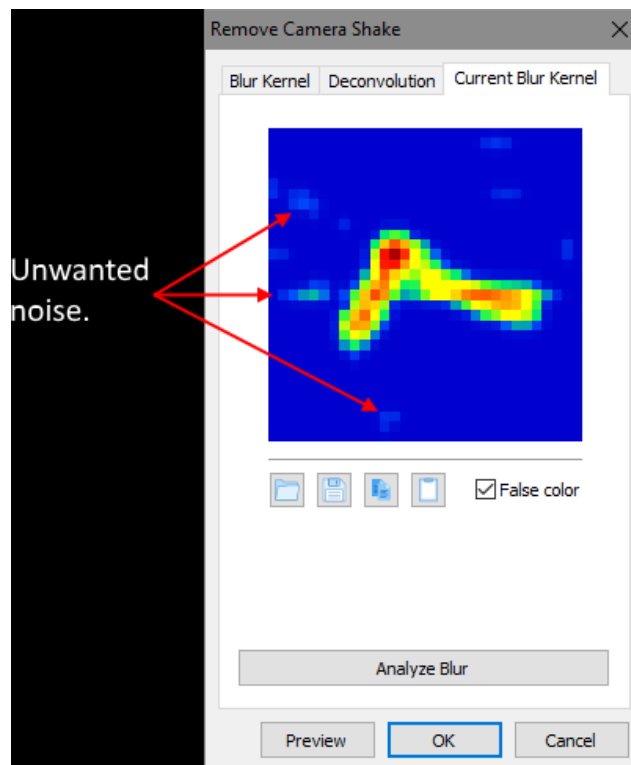 Remove Camera Shake
Blur Kernel Deconvolution Current Blur Kernel
Unwanted
noise.
False color
Analyze Blur
Preview OK Cancel